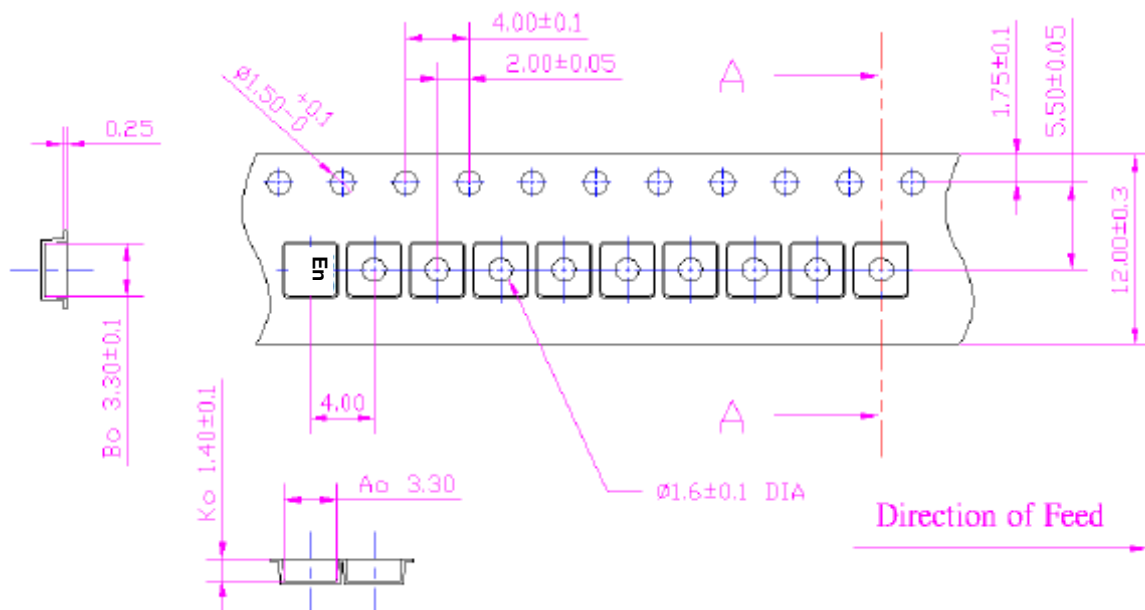 4.00±0.1
2.00±0.05
A
1.75±0.1
5.50±0.05
Ø1.50 +0.1 -0
0.25
En
12.00±0.3
Bo 3.30±0.1
4.00
A
Ko 1.40±0.1
Ao 3.30
Ø1.6±0.1 DIA
Direction of Feed